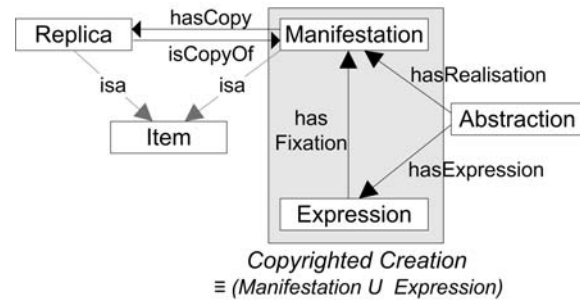 hasCopy
Replica
Manifestation
isCopyOf
hasRealisation
isa
isa
has
Fixation
Abstraction
Item
hasExpression
Expression
Copyrighted Creation
≡ (Manifestation U Expression)